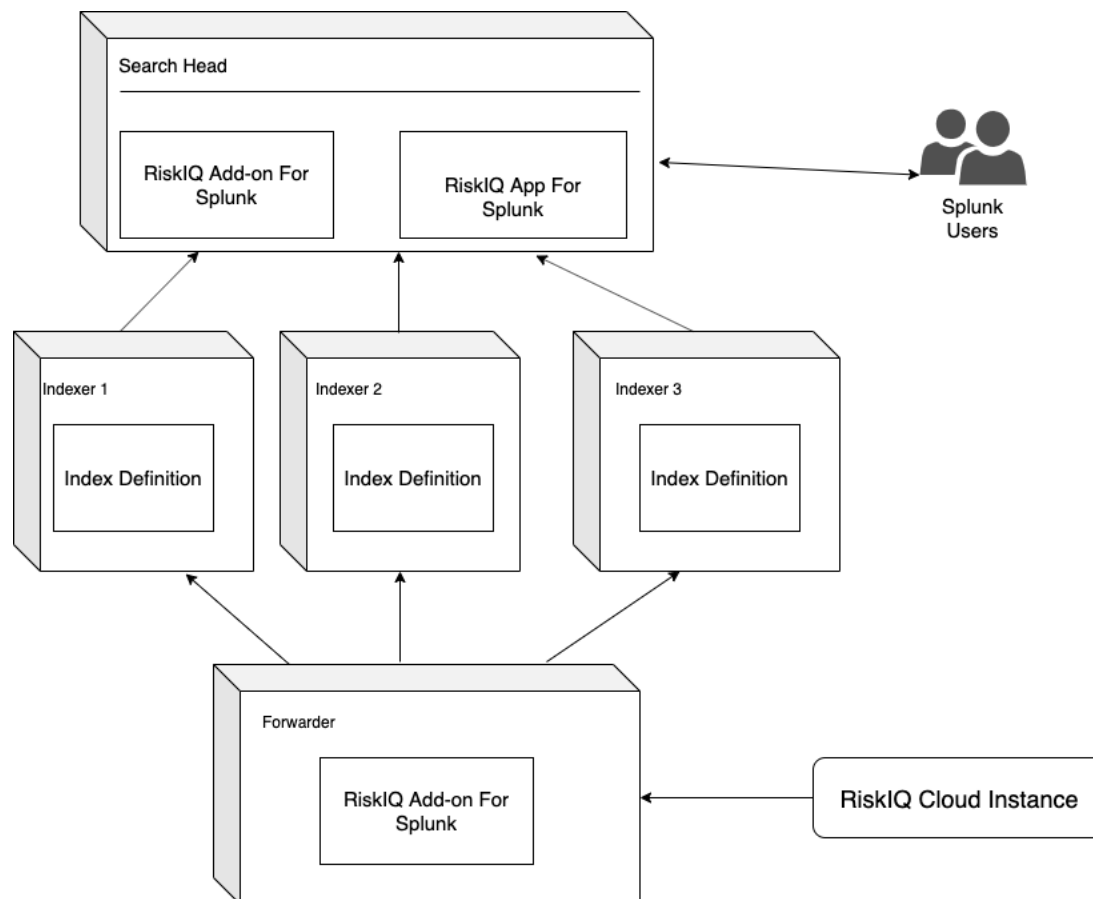 Search Head
RiskIQ Add-on For
Splunk
RiskIQ App For
Splunk
Splunk
Users
Indexer 1
Index Definition
Indexer 2
Index Definition
Indexer 3
Index Definition
Forwarder
RiskIQ Add-on For
Splunk
RiskIQ Cloud Instance